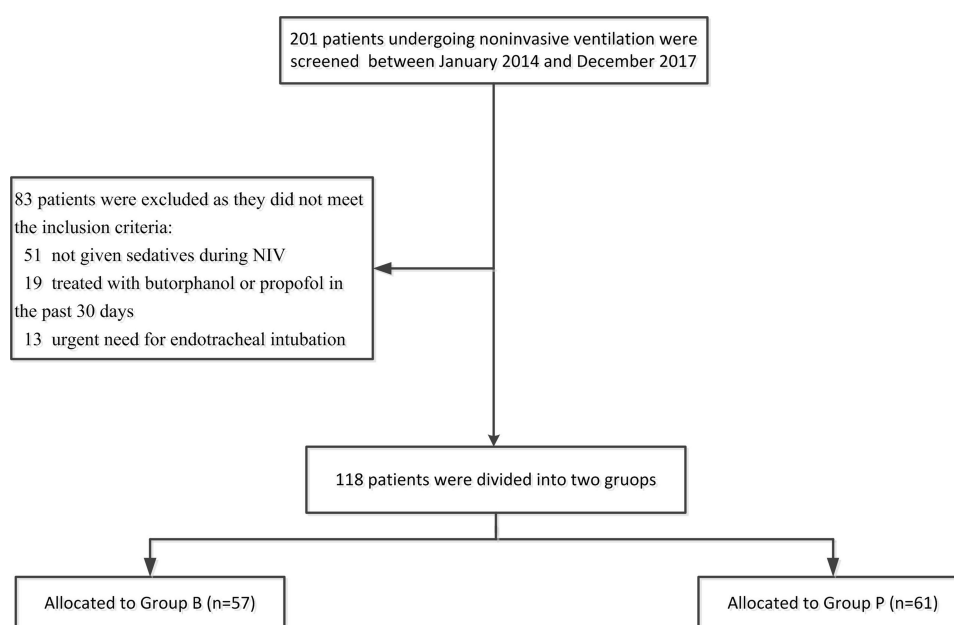 201 patients undergoing noninvasive ventilation were
screened between January 2014 and December 2017
83 patients were excluded as they did not meet
the inclusion criteria:
51 not given sedatives during NIV
19 treated with butorphanol or propofol in
the past 30 days
13 urgent need for endotracheal intubation
118 patients were divided into two gruops
Allocated to Group B (n=57)
Allocated to Group P (n=61)